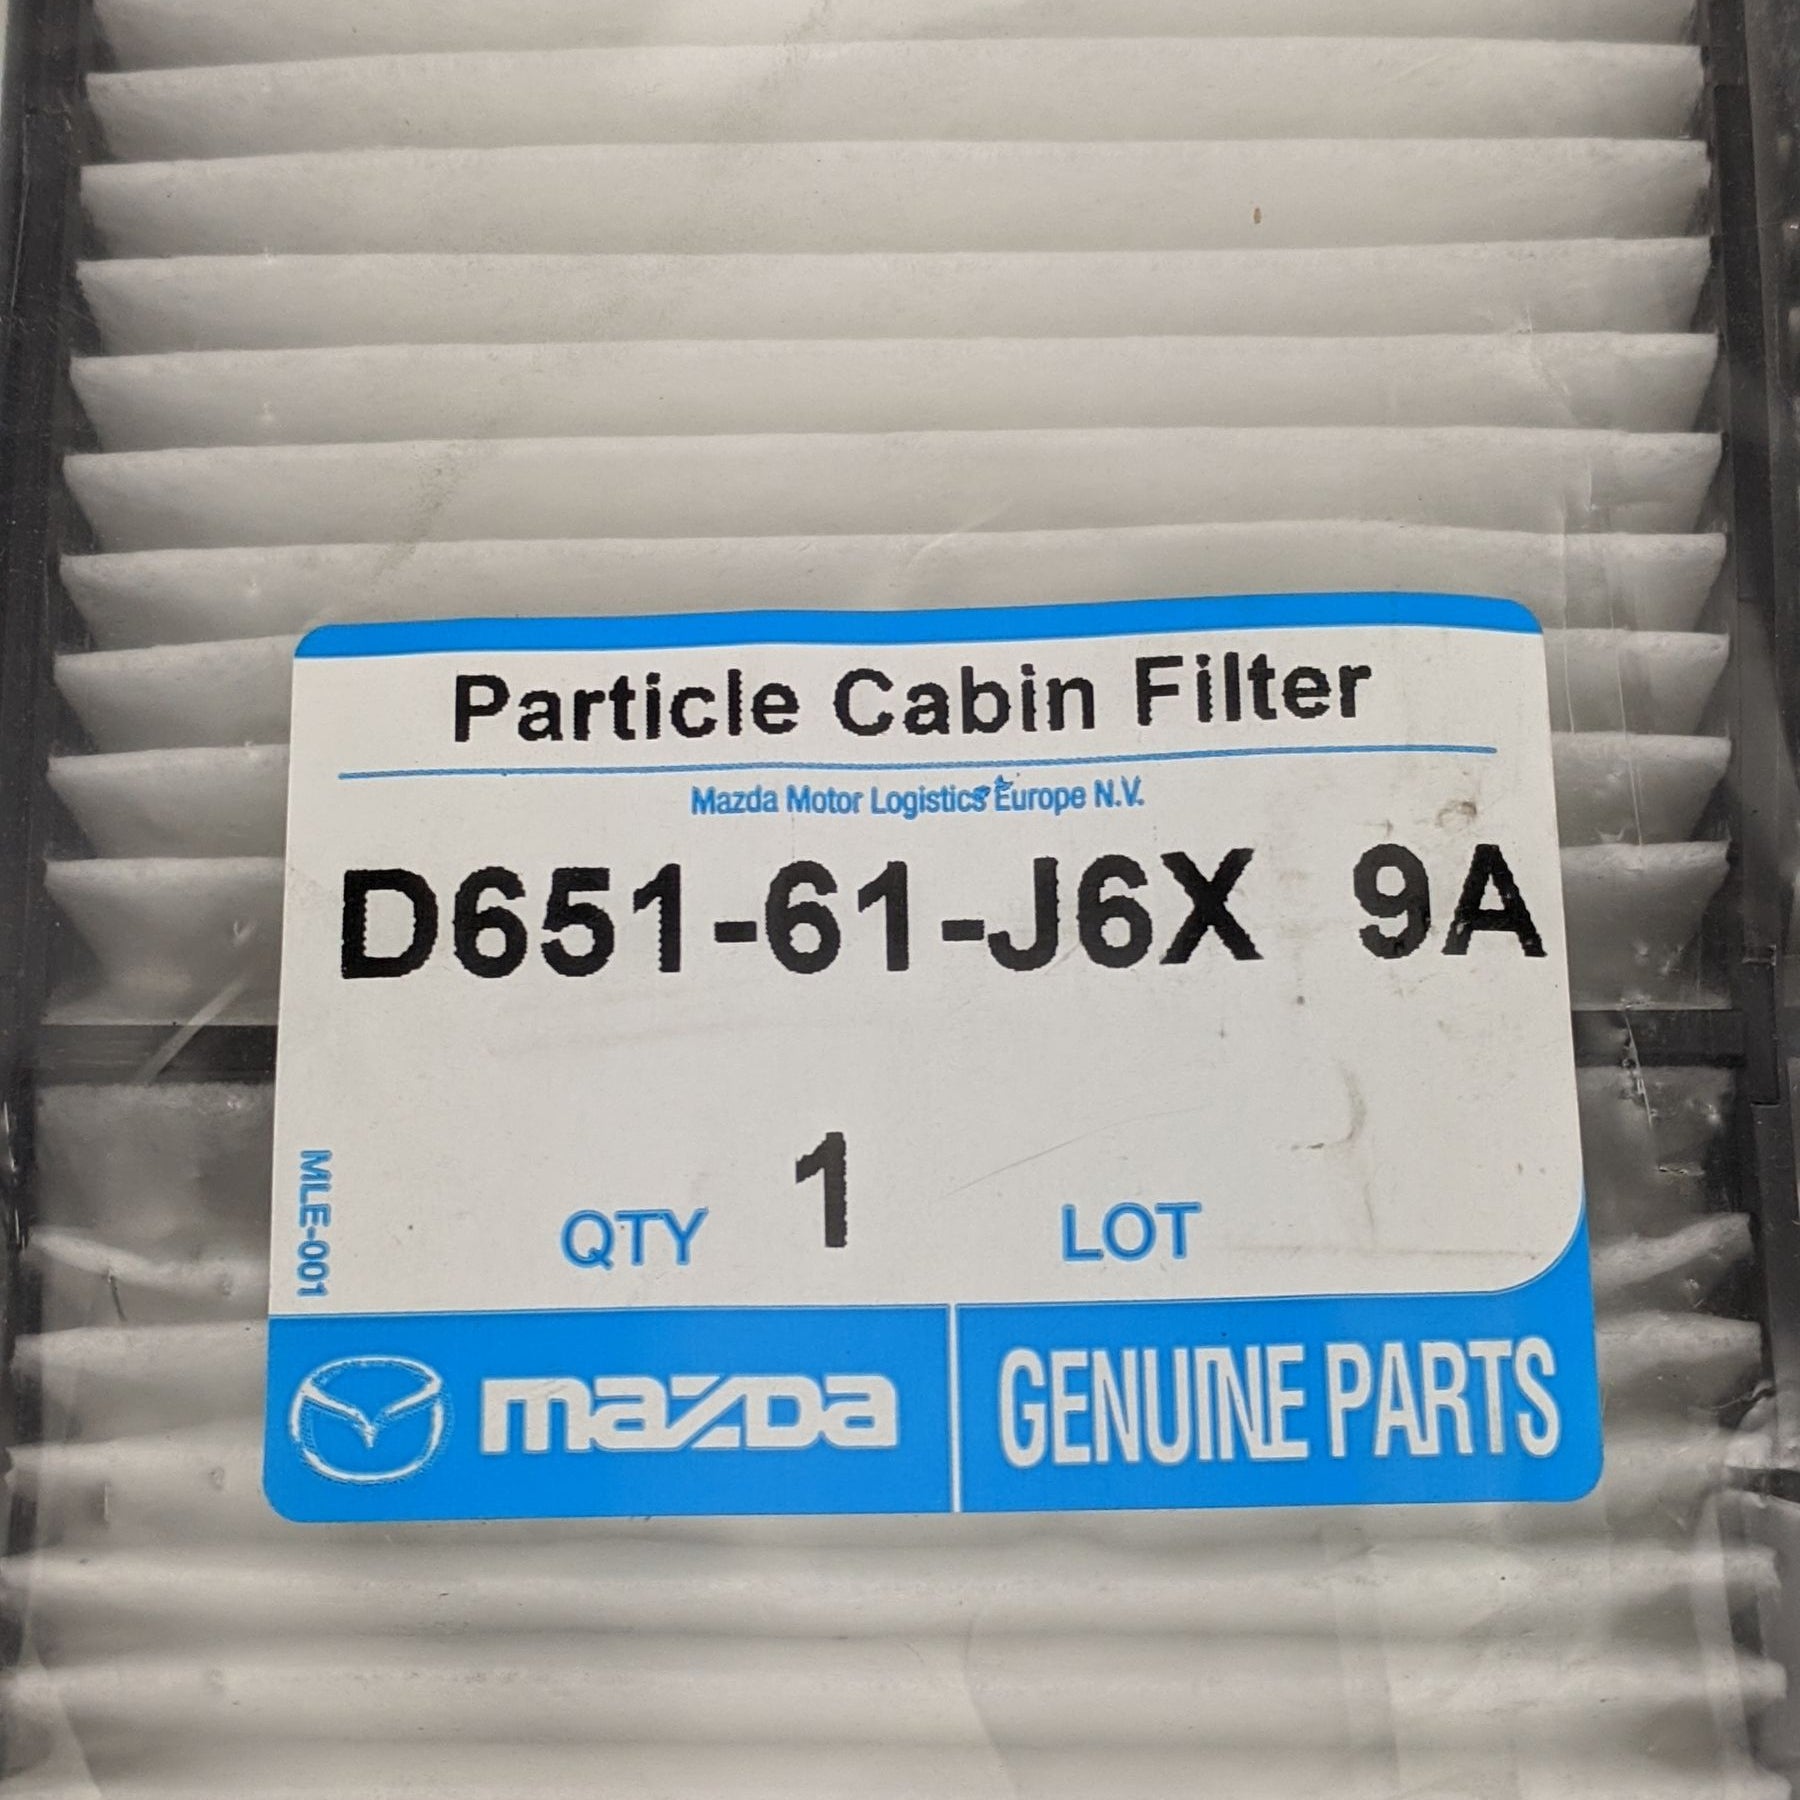 Particle Cabin Filter
Mazda Motor Logistics Europe N.V.
D651-61-J6X 9A
MLE-001
QTY 1 LOT
mazda GENUINE PARTS